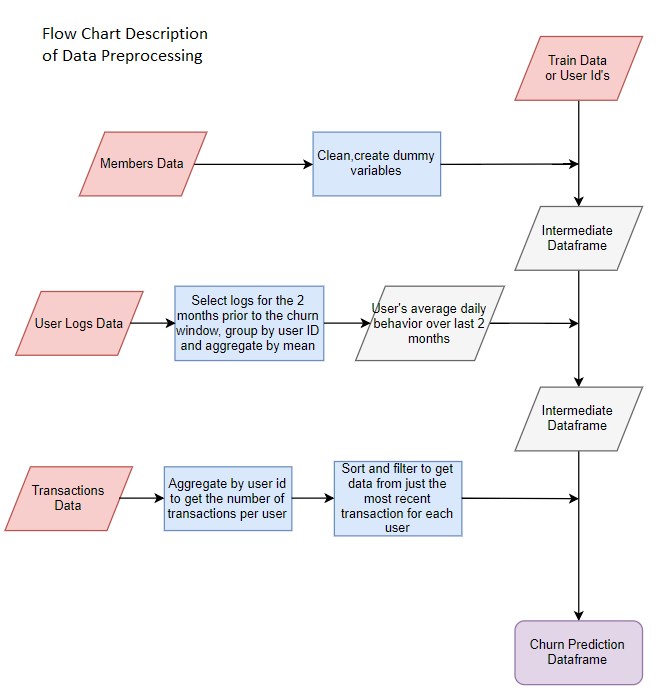 Flow Chart Description
of Data Preprocessing
Train Data
or User Id's
Members Data
Clean,create dummy
variables
Intermediate
Dataframe
User Logs Data
Select logs for the 2
months prior to the churn
window, group by user ID
and aggregate by mean
User's average daily
behavior over last 2
months
Intermediate
Dataframe
Transactions
Data
Aggregate by user id
to get the number of
transactions per user
Sort and filter to get
data from just the
most recent
transaction for each
user
Churn Prediction
Dataframe